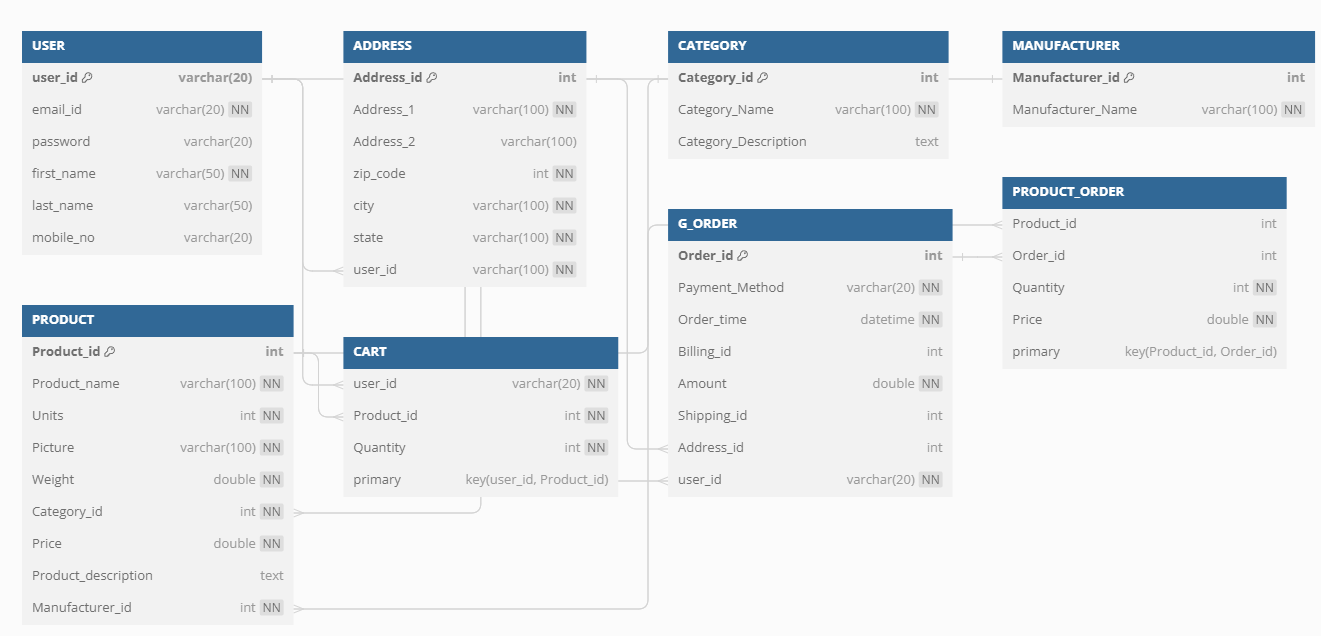 USER
user_id varchar(20)
email_id varchar(20) NN
password varchar(20)
first_name varchar(50) NN
last_name varchar(50)
mobile_no varchar(20)
ADDRESS
Address_id int
Address_1 varchar(100) NN
Address_2 varchar(100)
zip_code int NN
city varchar(100) NN
state varchar(100) NN
user_id varchar(100) NN
CATEGORY
Category_id int
Category_Name varchar(100) NN
Category_Description text
MANUFACTURER
Manufacturer_id int
Manufacturer_Name varchar(100) NN
PRODUCT_ORDER
Product_id int
Order_id int
Quantity int NN
Price double NN
primary key(Product_id, Order_id)
G_ORDER
Order_id int
Payment_Method varchar(20) NN
Order_time datetime NN
Billing_id int
Amount double NN
Shipping_id int
Address_id int
user_id varchar(20) NN
PRODUCT
Product_id int
Product_name varchar(100) NN
Units int NN
Picture varchar(100) NN
Weight double NN
Category_id int NN
Price double NN
Product_description text
Manufacturer_id int NN
CART
user_id varchar(20) NN
Product_id int NN
Quantity int NN
primary key(user_id, Product_id)